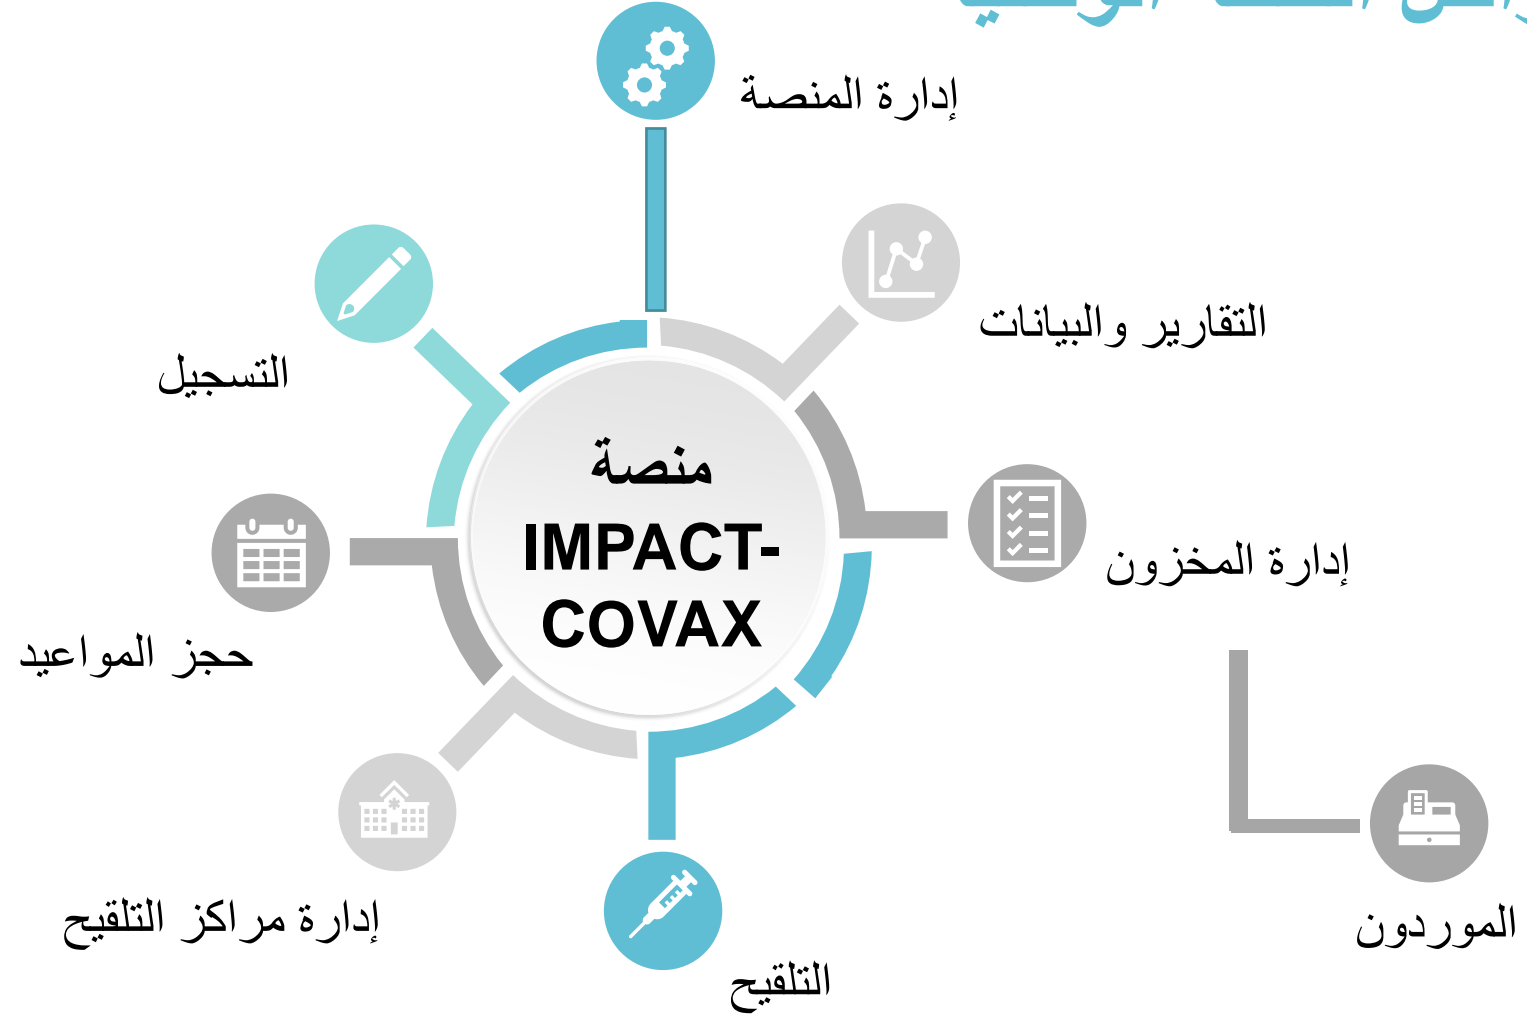 إدارة المنصة
التقارير والبيانات
التسجيل
منصة
IMPACT-
COVAX
إدارة المخزون
حجز المواعيد
إدارة مراكز التلقيح
التلقيح
الموردون